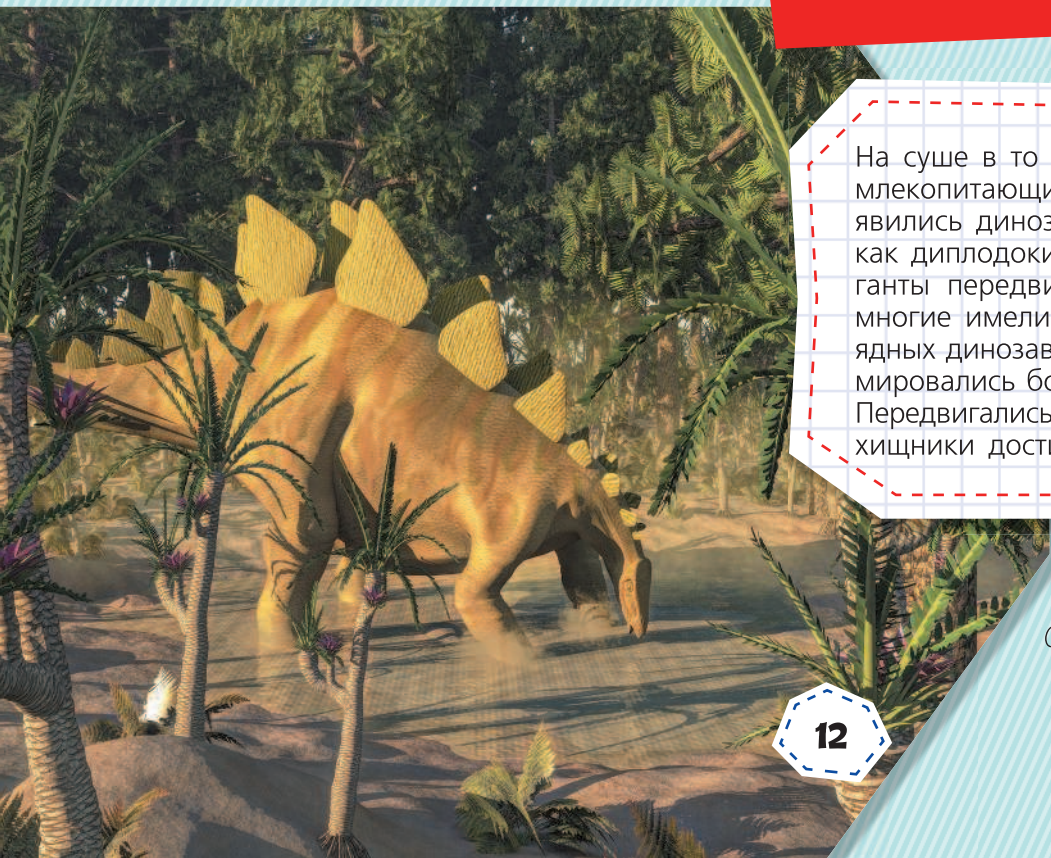 На суше в то
млекопитающи
явились диноз
как диплодоки
ганты передви
многие имели
ядных динозав
мировались бо
Передвигались
хищники дости
12